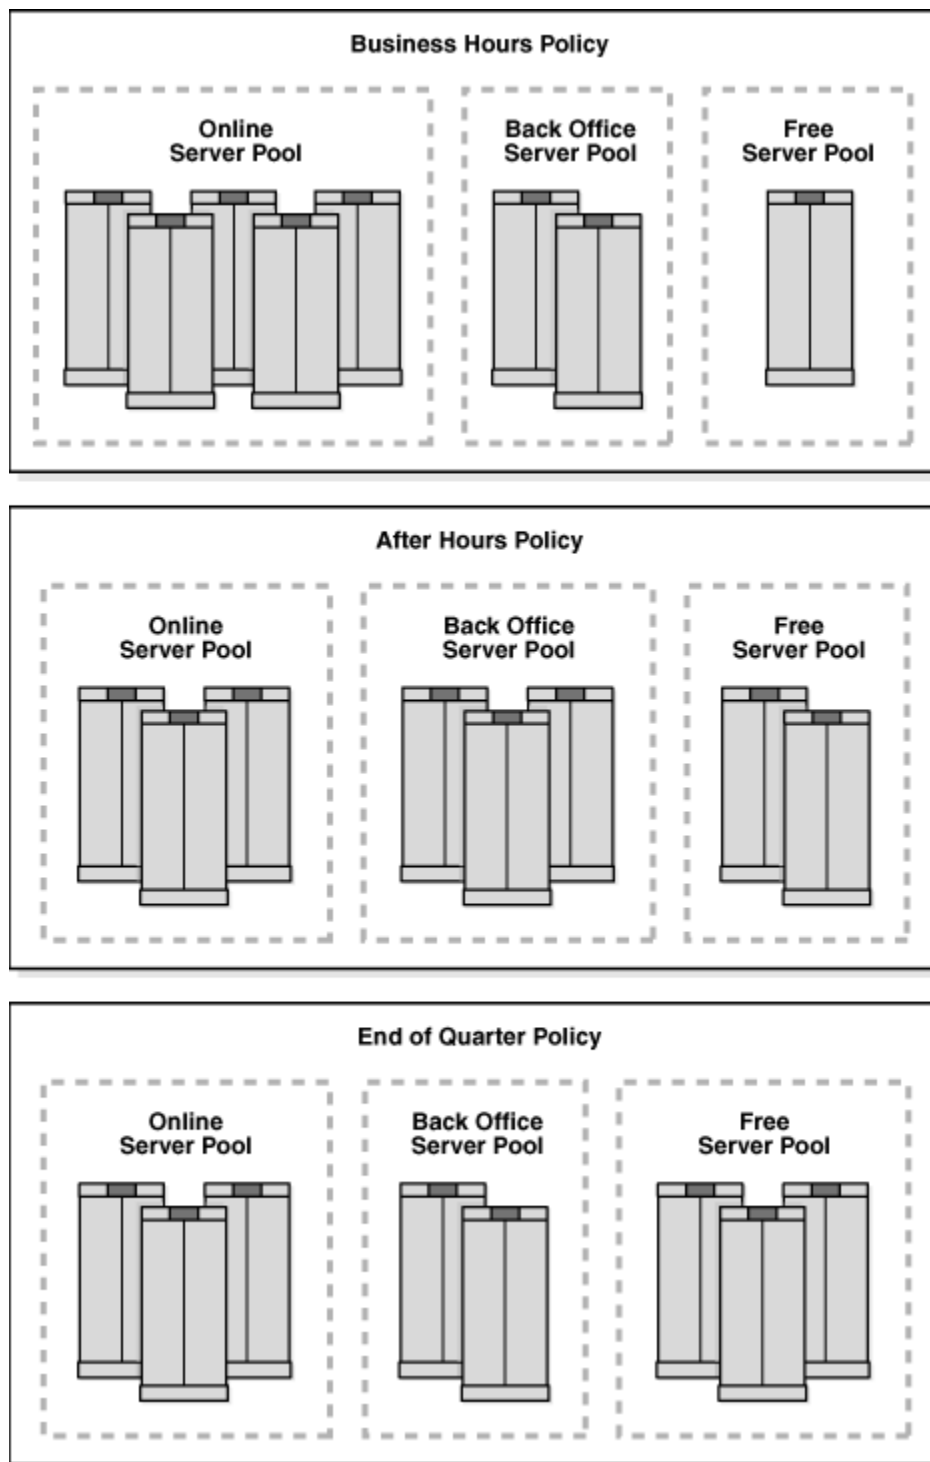 Business Hours Policy
Online
Server Pool
Back Office
Server Pool
Free
Server Pool
After Hours Policy
Online
Server Pool
Back Office
Server Pool
Free
Server Pool
End of Quarter Policy
Online
Server Pool
Back Office
Server Pool
Free
Server Pool